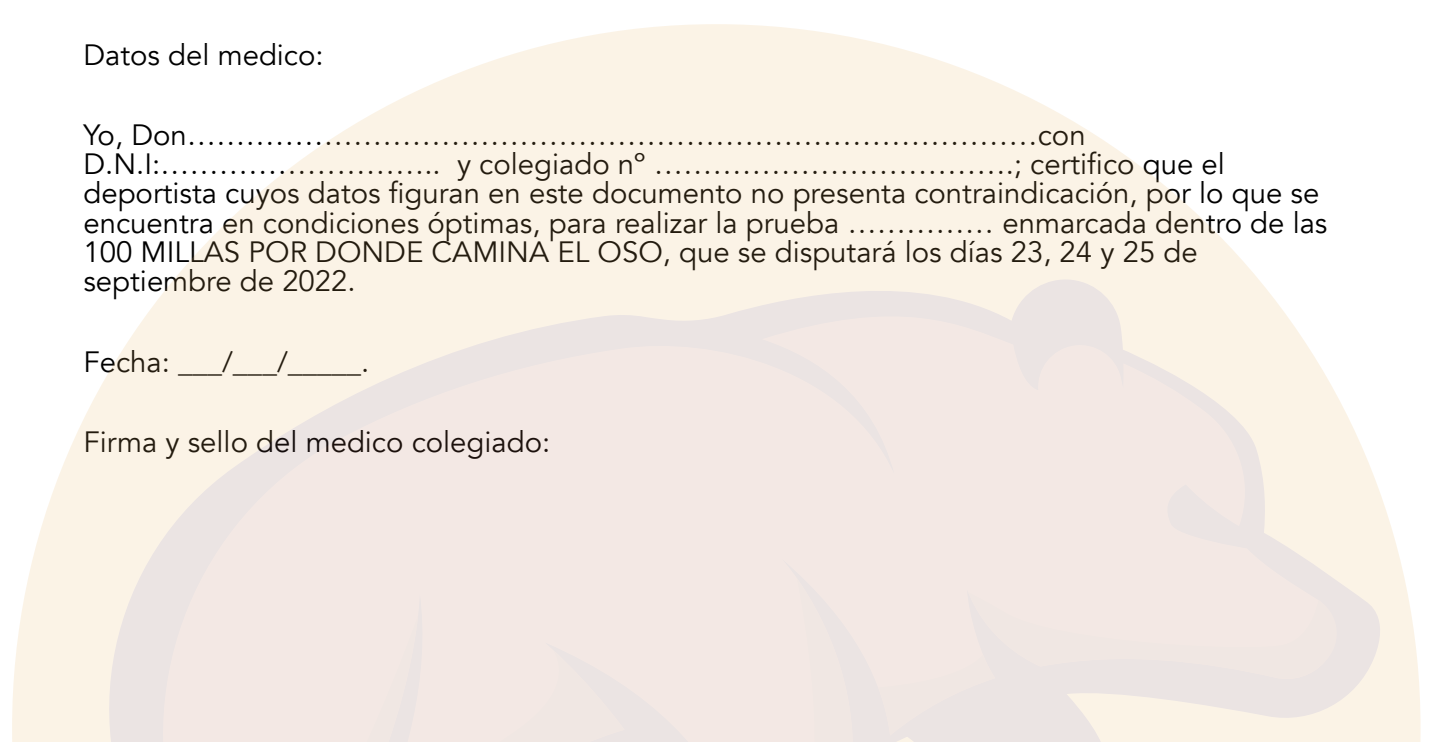 Datos del medico:
Yo, Don……………………………………………………………………………con
D.N.I:……………………….. y colegiado nº ……………………………….; certifico que el
deportista cuyos datos figuran en este documento no presenta contraindicación, por lo que se
encuentra en condiciones óptimas, para realizar la prueba …………… enmarcada dentro de las
100 MILLAS POR DONDE CAMINA EL OSO, que se disputará los días 23, 24 y 25 de
septiembre de 2022.
Fecha: ___/___/_____.
Firma y sello del medico colegiado: